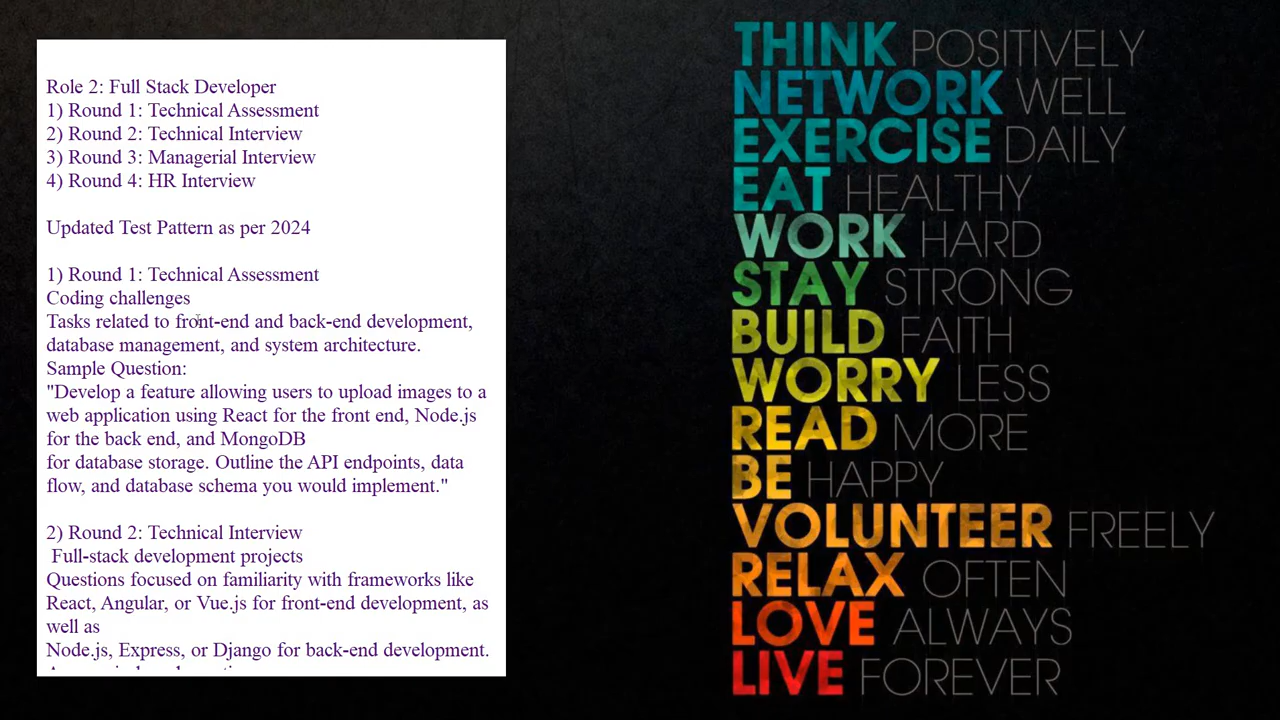 Role 2: Full Stack Developer
1) Round 1: Technical Assessment
2) Round 2: Technical Interview
3) Round 3: Managerial Interview
4) Round 4: HR Interview
Updated Test Pattern as per 2024
1) Round 1: Technical Assessment
Coding challenges
Tasks related to front-end and back-end development,
database management, and system architecture.
Sample Question:
"Develop a feature allowing users to upload images to a
web application using React for the front end, Node.js
for the back end, and MongoDB
for database storage. Outline the API endpoints, data
flow, and database schema you would implement."
2) Round 2: Technical Interview
Full-stack development projects
Questions focused on familiarity with frameworks like
React, Angular, or Vue.js for front-end development, as
well as
Node.js, Express, or Django for back-end development.
THINK POSITIVELY
NETWORK WELL
EXERCISE DAILY
EAT HEALTHY
WORK HARD
STAY STRONG
BUILD FAITH
WORRY LESS
READ MORE
BE HAPPY
VOLUNTEER FREELY
RELAX OFTEN
LOVE ALWAYS
LIVE FOREVER